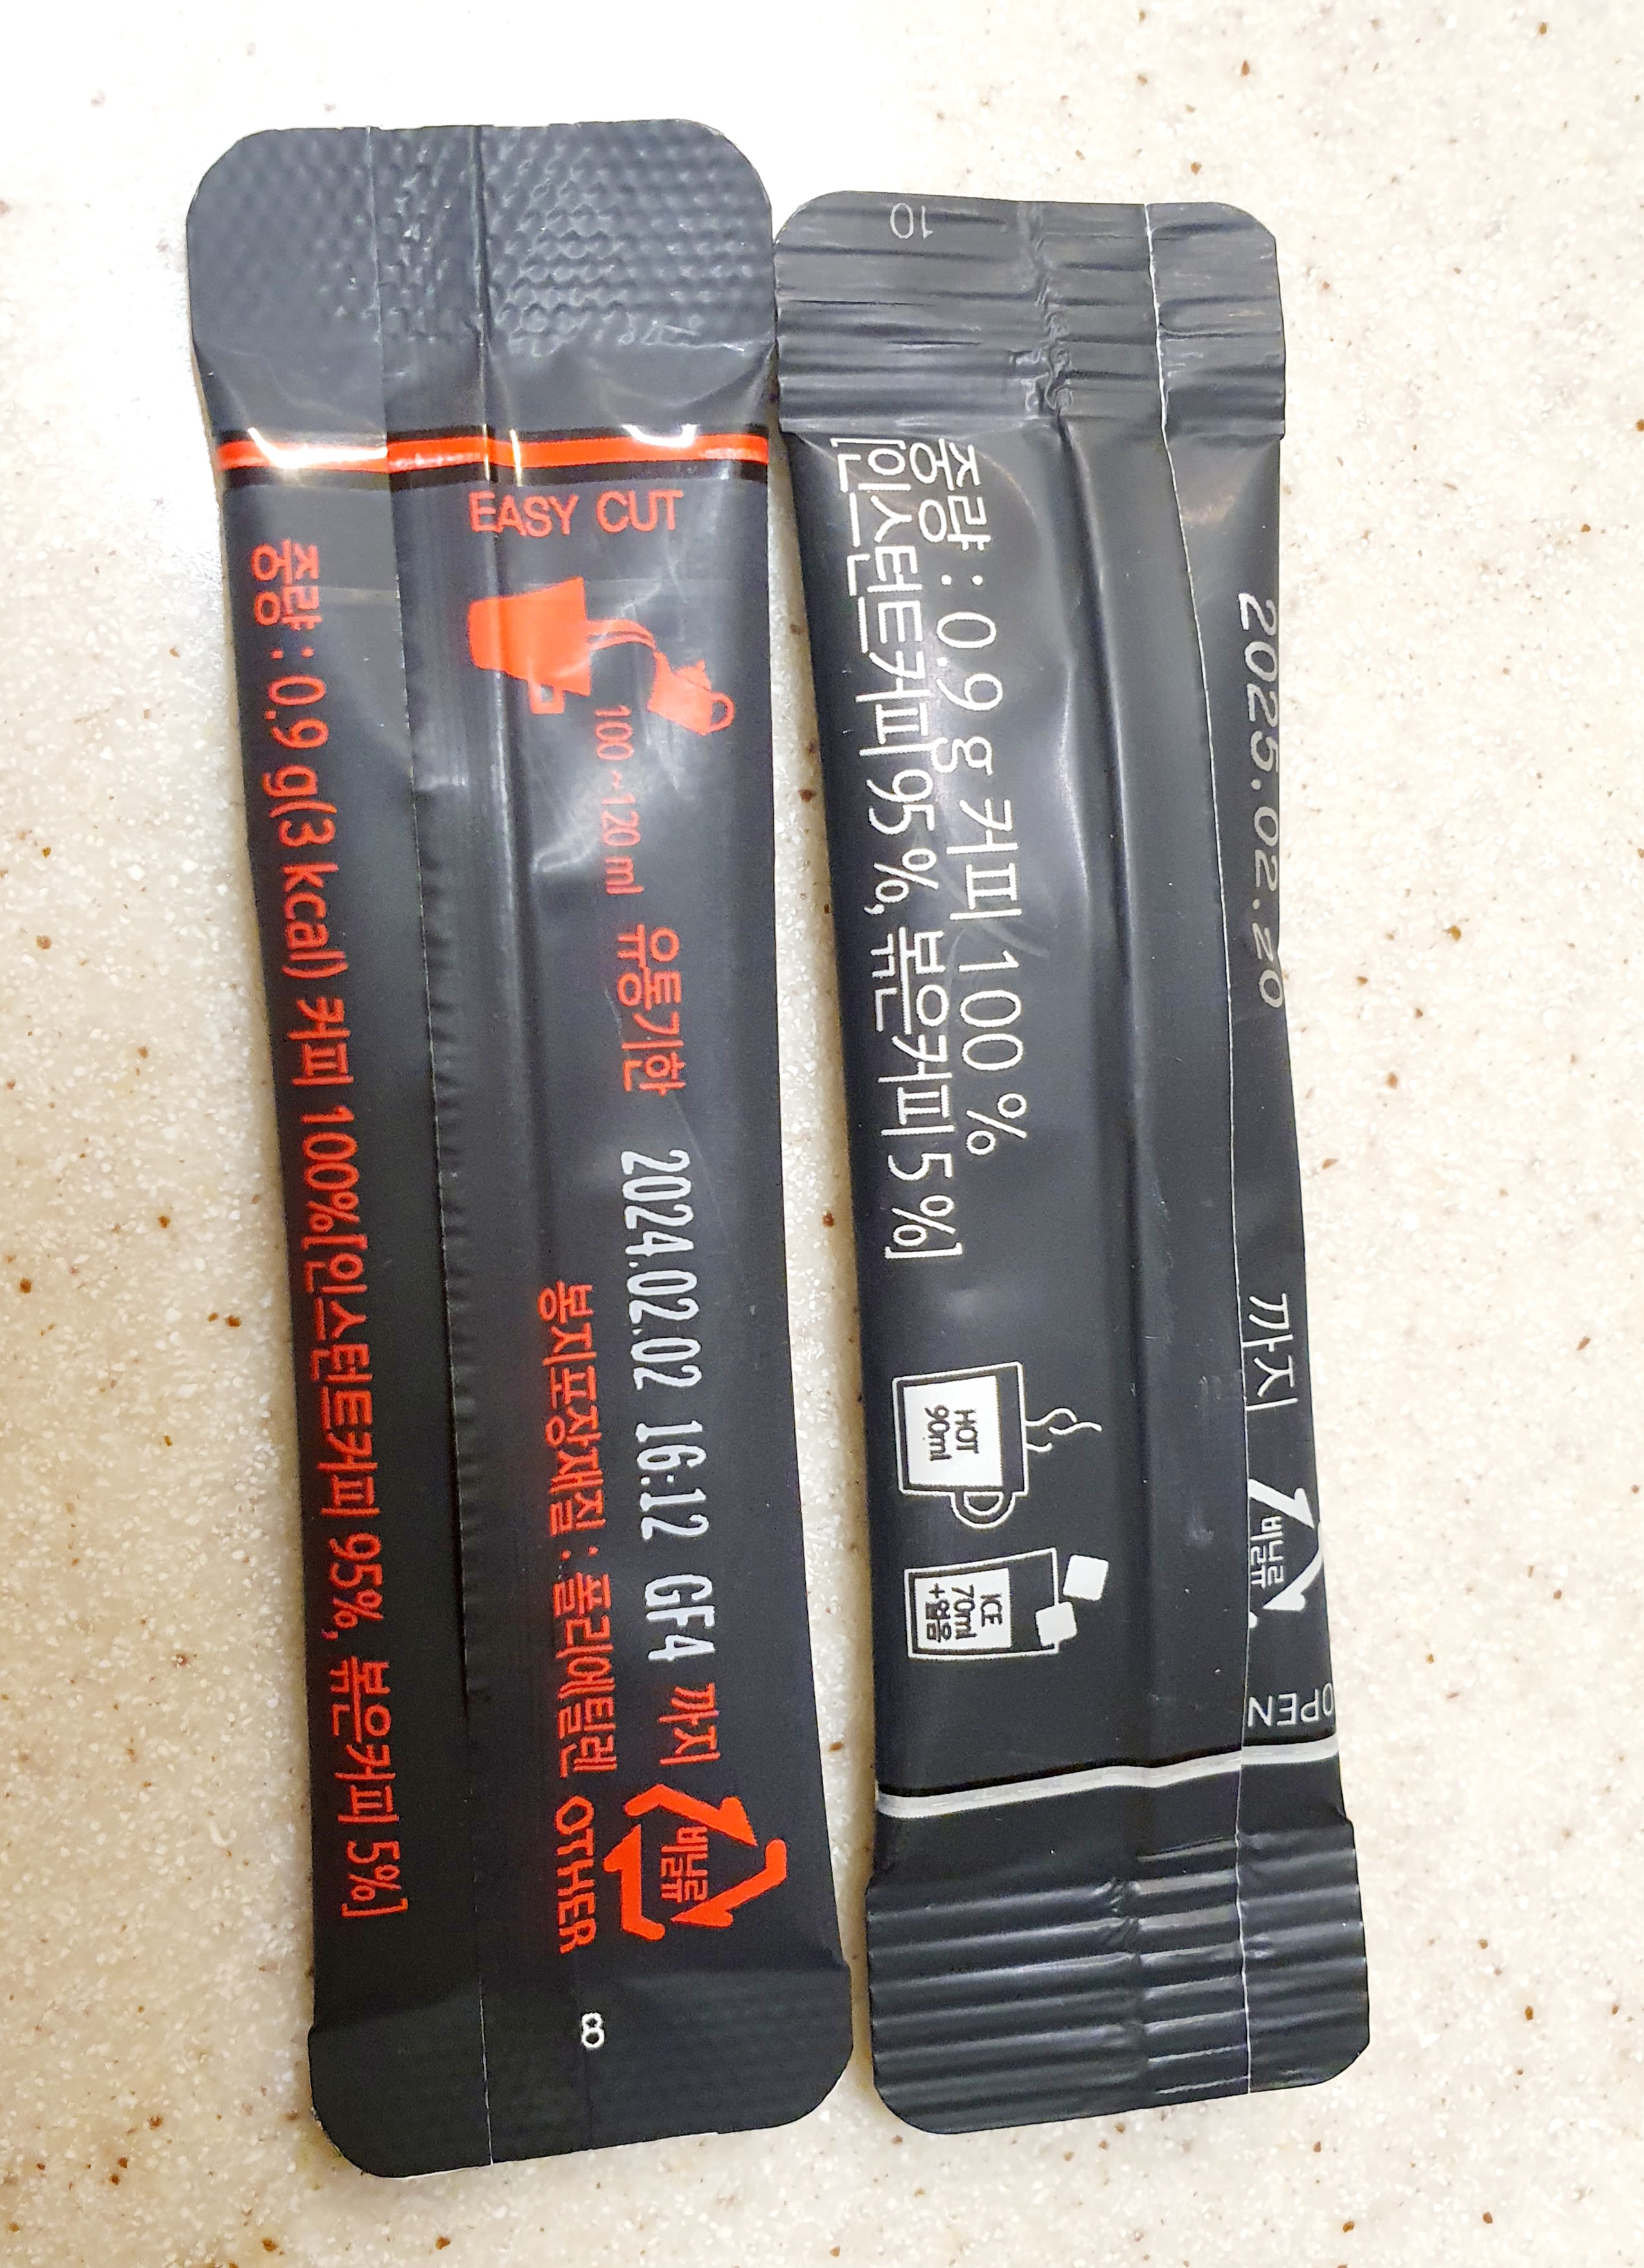 EASY CUT
100~120 ml
유통기한 2024.02.02 16:12 GF4 까지
봉지포장재질 : 폴리에틸렌 OTHER
비닐류
중량 : 0.9 g(3 kcal) 커피 100%[인스턴트커피 95%, 볶은커피 5%]
8
10
2025.02.20 까지
비닐류
OPEN
중량 : 0.9 g 커피 100 %
[인스턴트커피 95 %, 볶은커피 5 %]
HOT
90ml
ICE
70ml
+얼음